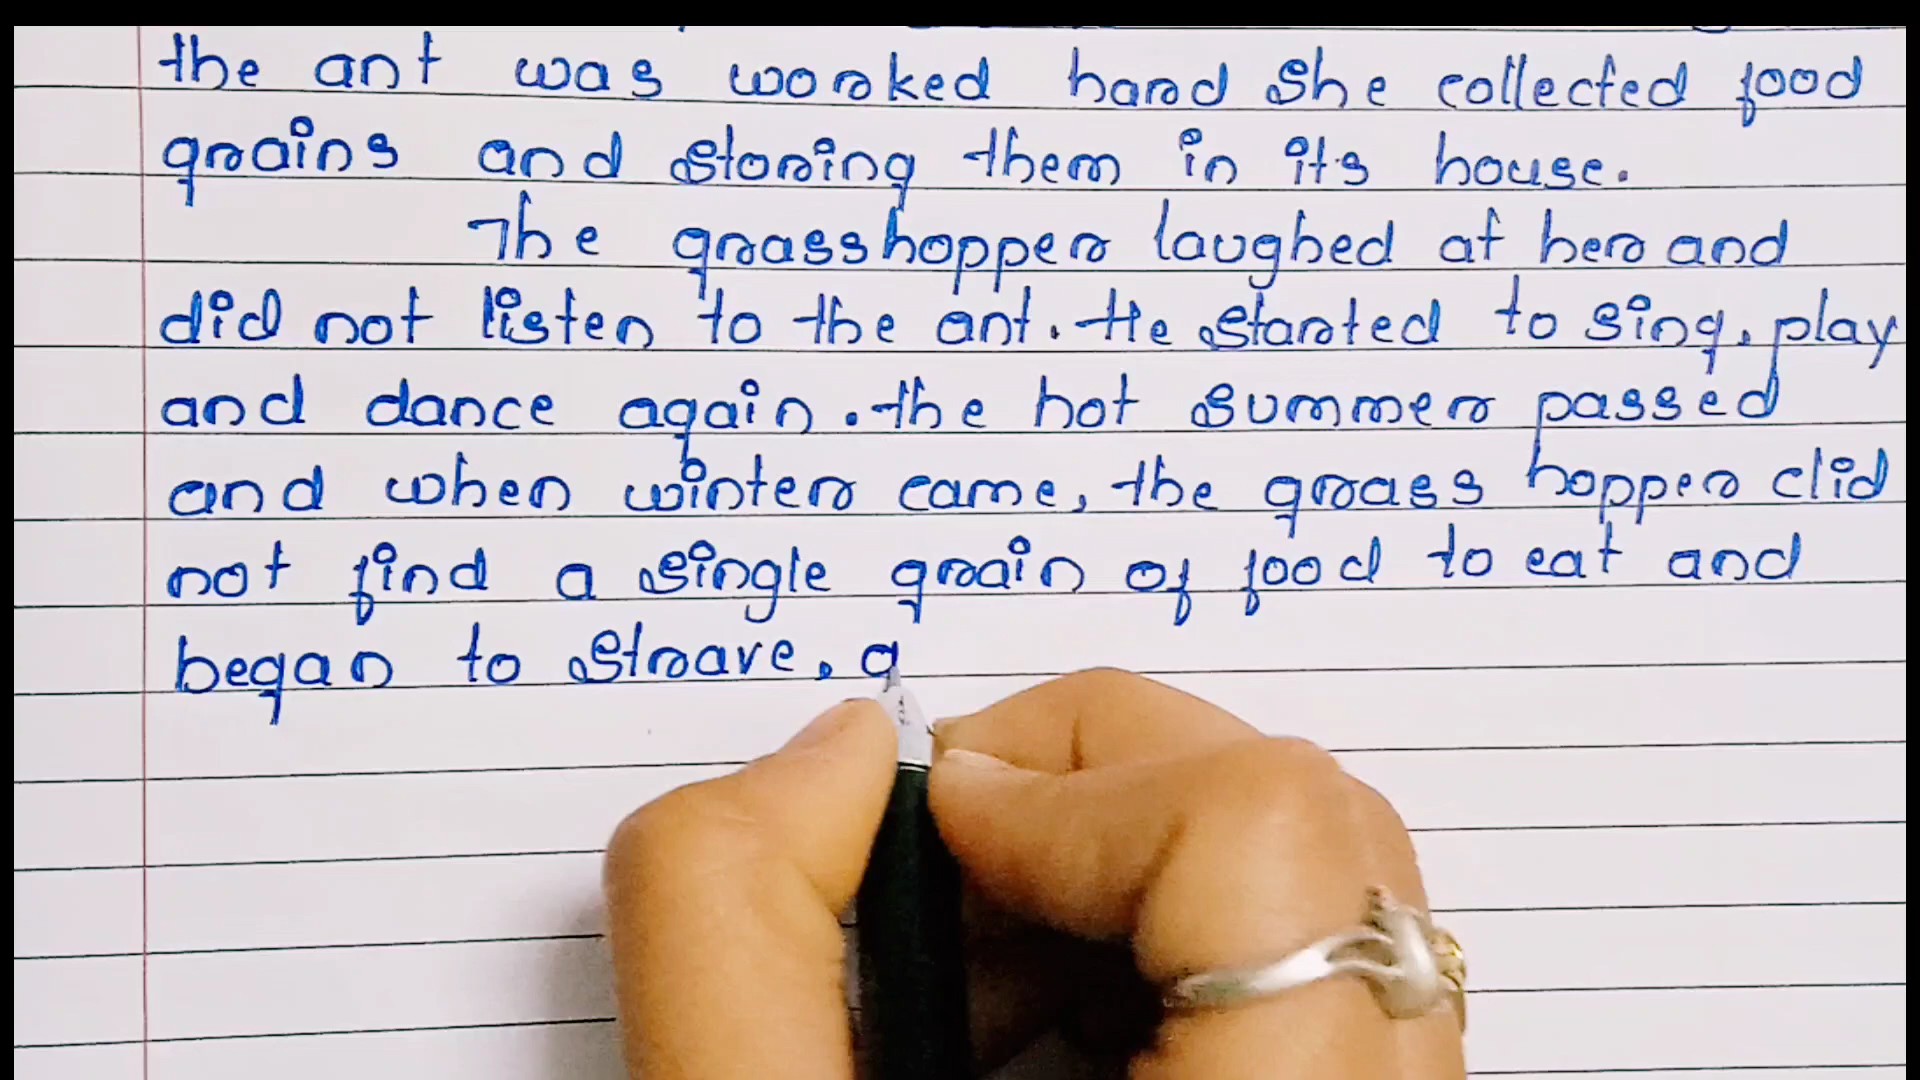 the ant was worked hard She collected food
grains and storing them in its house.
The grasshopper laughed at her and
did not listen to the ant. He started to sing, play
and dance again. the hot summer passed
and when winter came, the grass hopper did
not find a single grain of food to eat and
began to strave. a